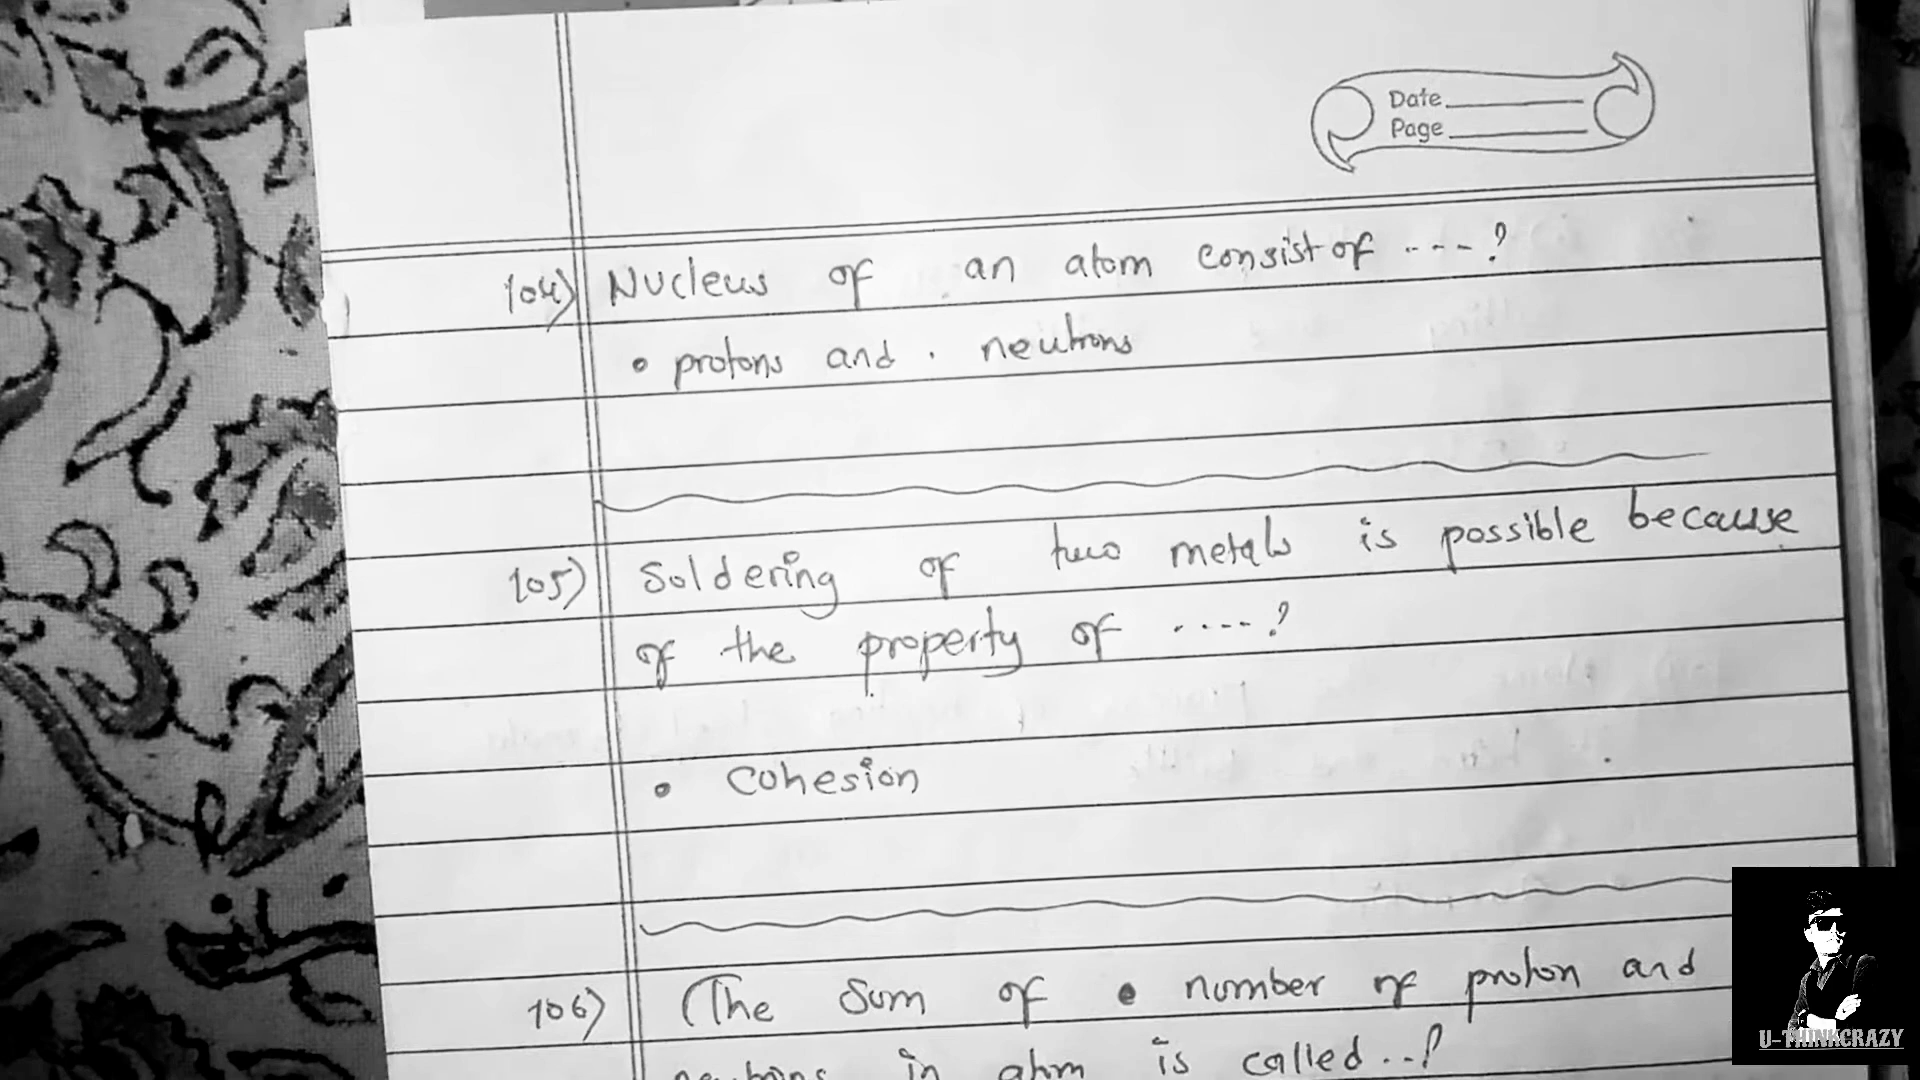 Date
Page
104) Nucleus of an atom consist of ---?
• protons and . neutrons
105) Soldering of two metals is possible because
of the property of ----?
• Cohesion
106) (The Sum of • number of proton and
neutrons in atom is called..?
U-THINKCRAZY